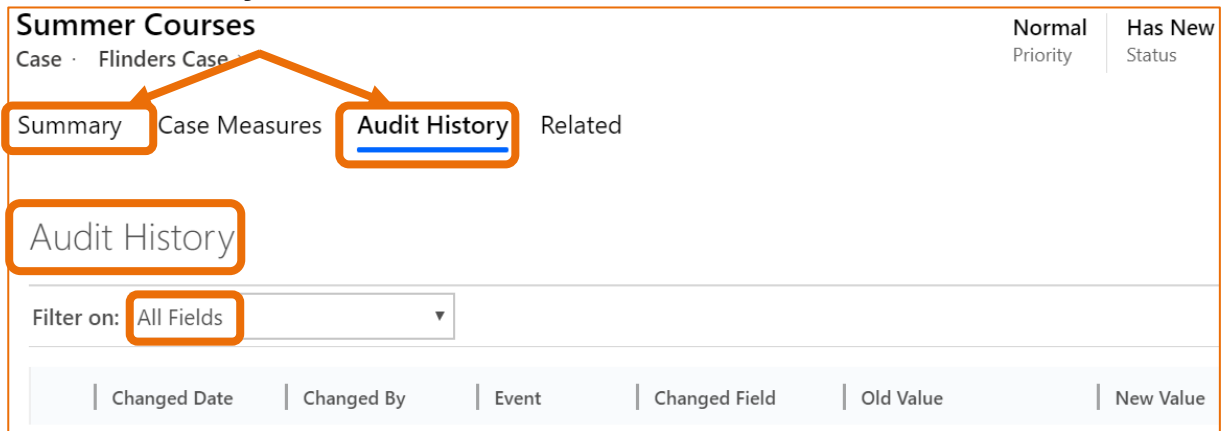 Summer Courses
Normal Has New
Case · Flinders Case ·
Priority Status
Summary Case Measures Audit History Related
Audit History
Filter on: All Fields
Changed Date Changed By Event Changed Field Old Value New Value